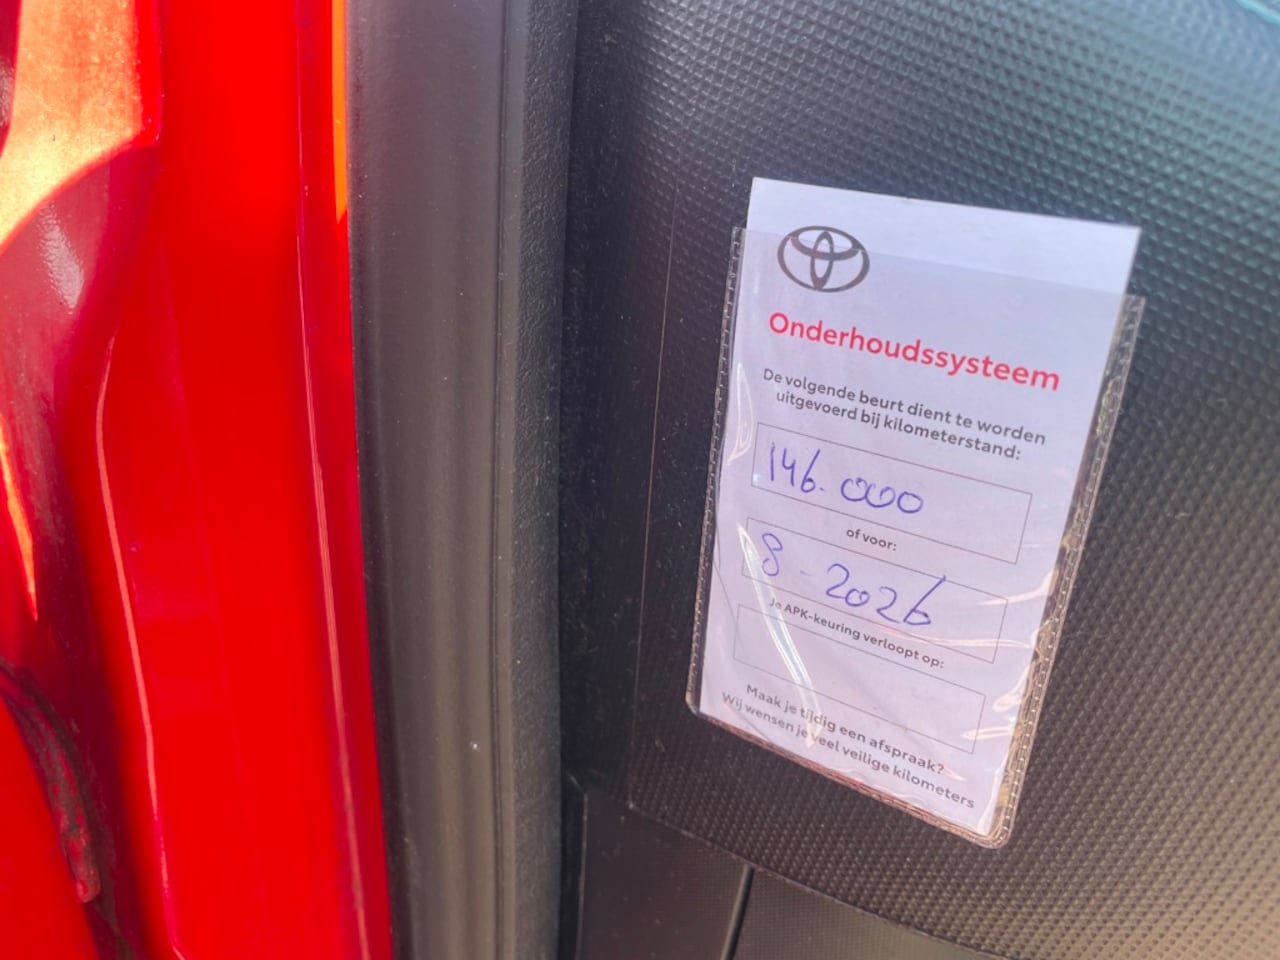 Onderhoudssysteem
De volgende beurt dient te worden
uitgevoerd bij kilometerstand:
146.000
of voor:
8-2026
Je APK-keuring verloopt op:
Maak je tijdig een afspraak?
Wij wensen je veel veilige kilometers